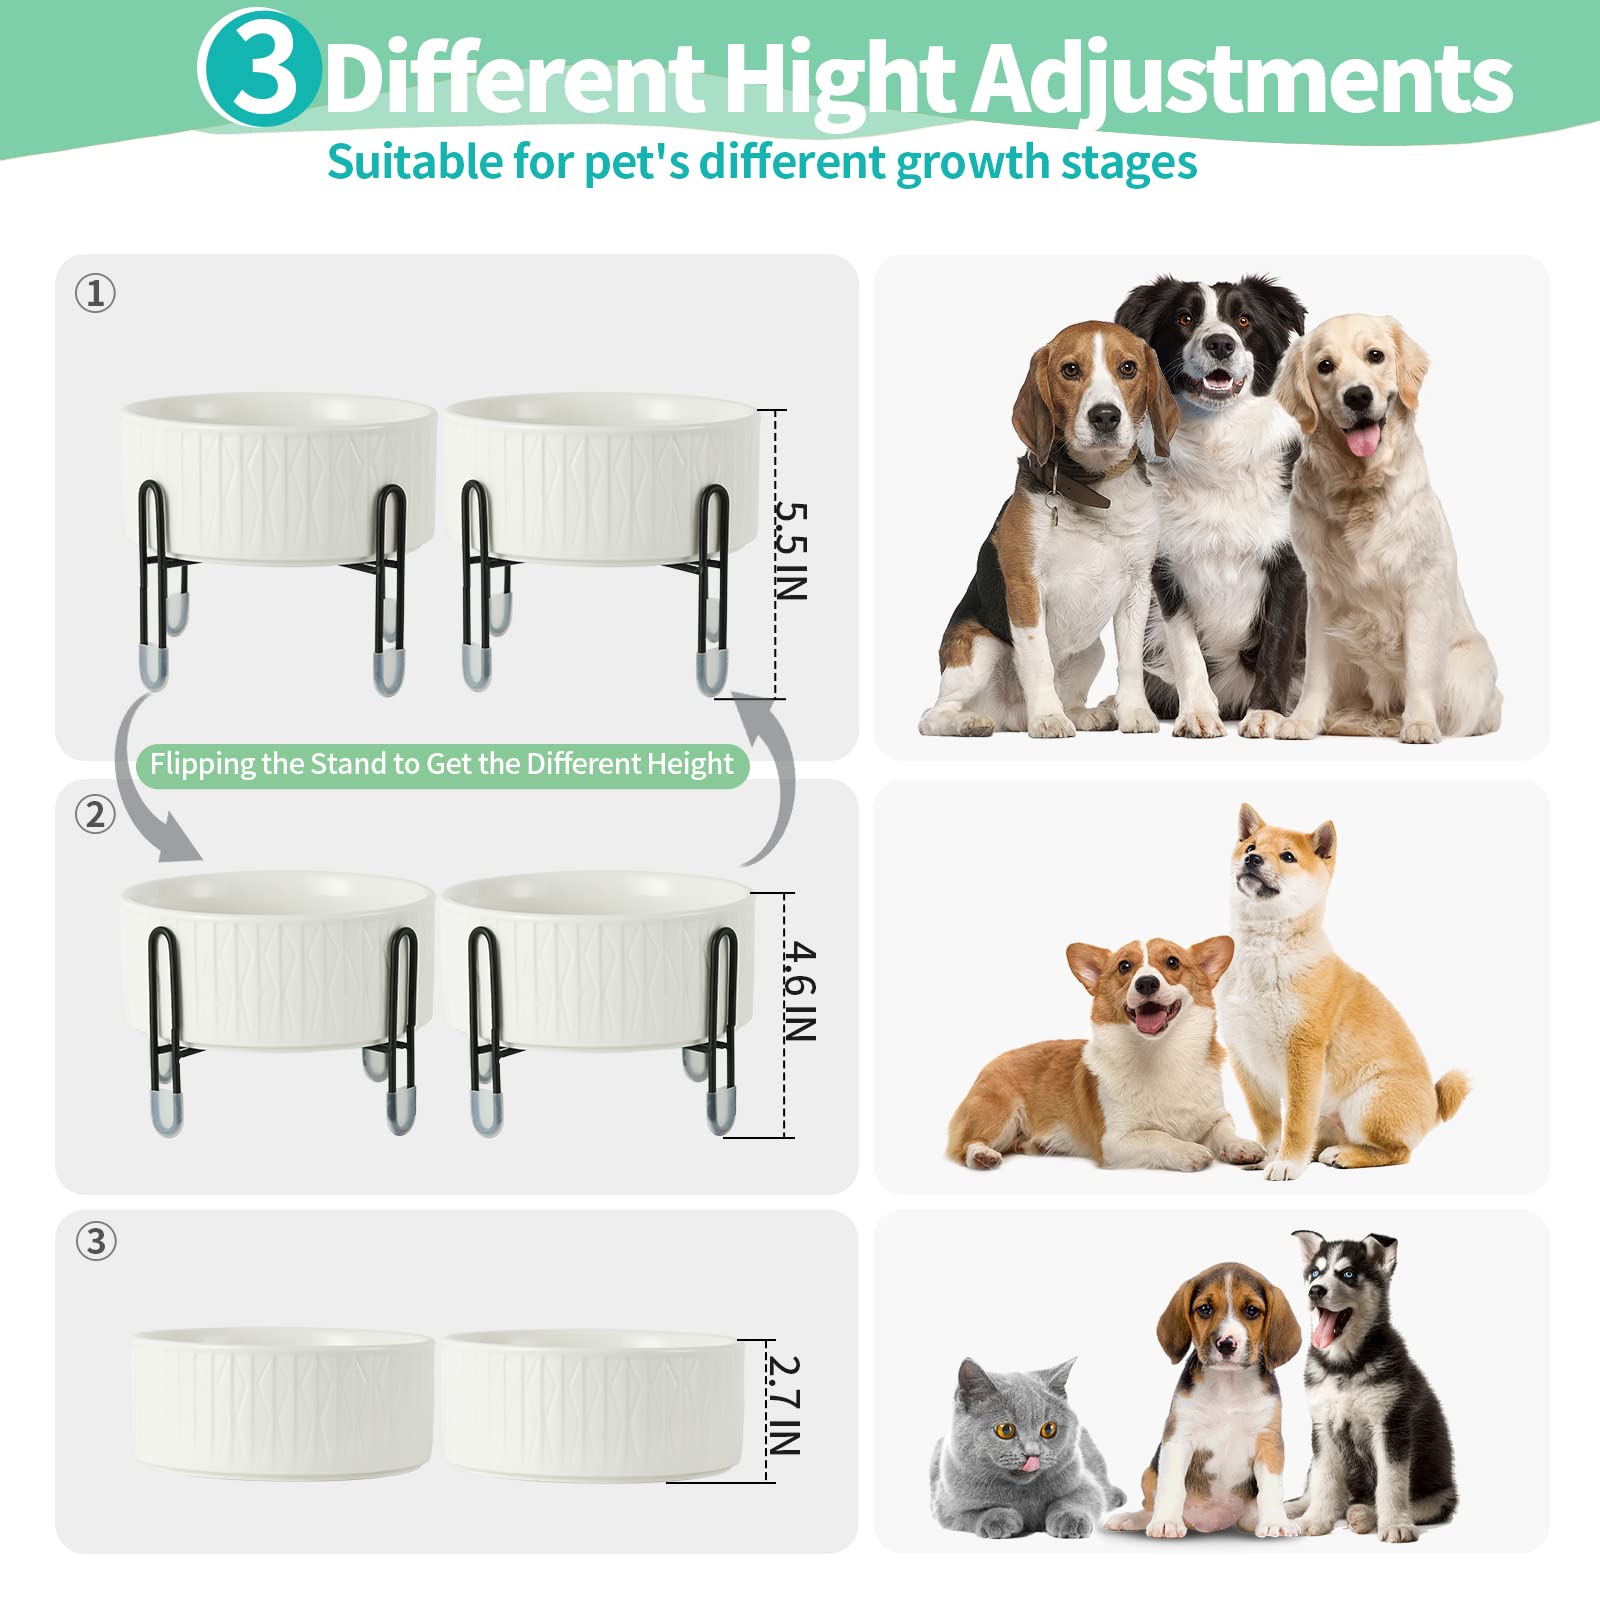 3 Different Hight Adjustments
Suitable for pet's different growth stages
①
5.5 IN
Flipping the Stand to Get the Different Height
②
4.6 IN
③
2.7 IN